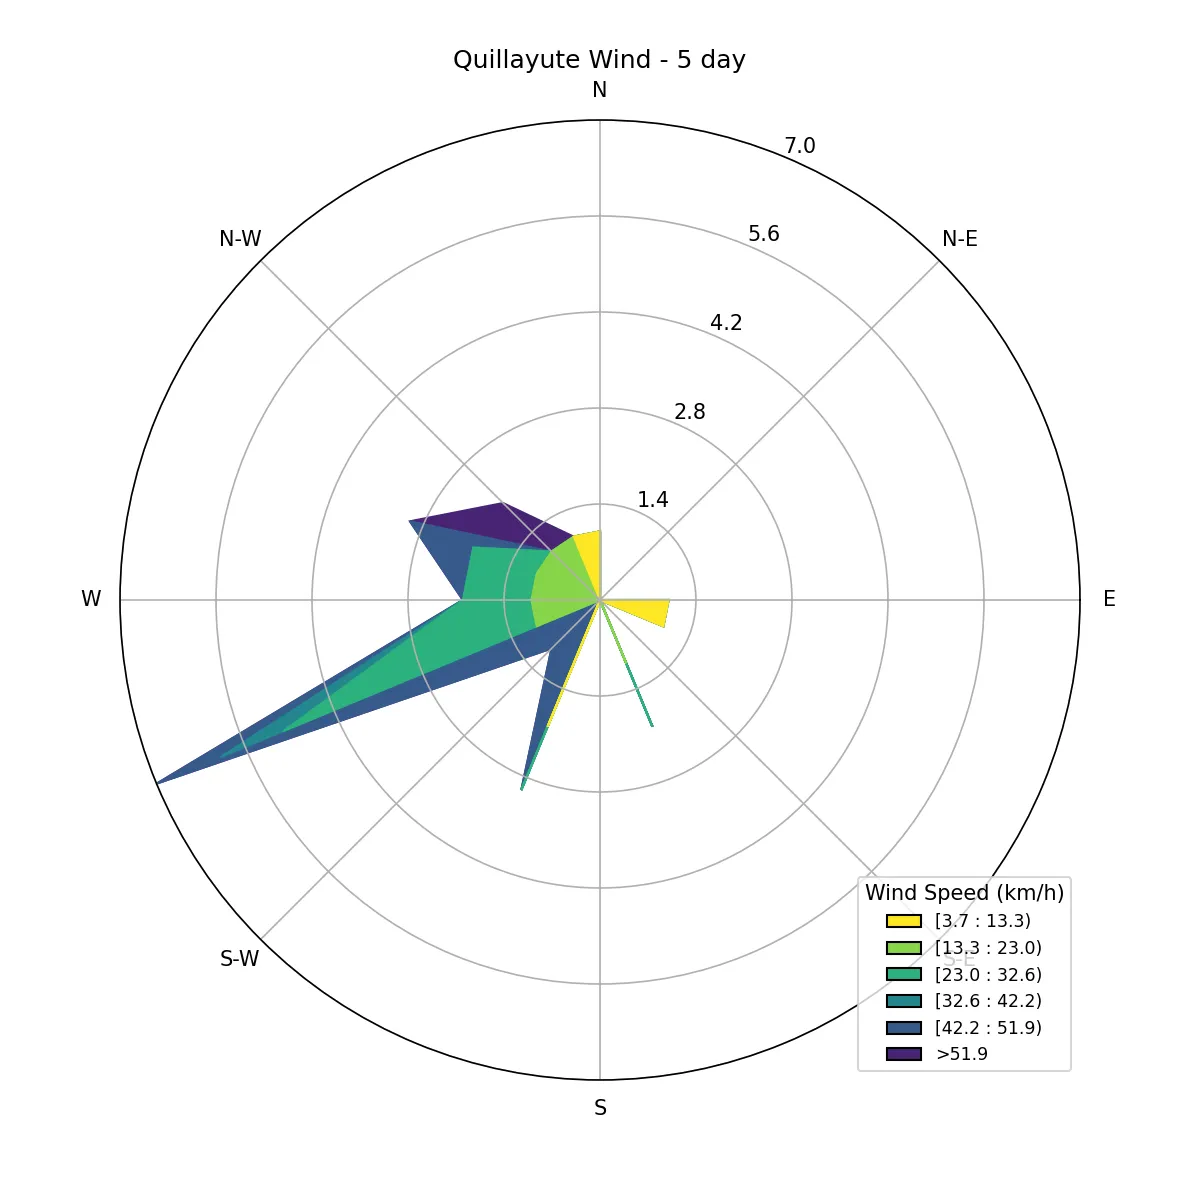 Quillayute Wind - 5 day
N
7.0
N-W
5.6
N-E
4.2
2.8
1.4
W
E
S-W
S-E
Wind Speed (km/h)
[3.7 : 13.3)
[13.3 : 23.0)
[23.0 : 32.6)
[32.6 : 42.2)
[42.2 : 51.9)
>51.9
S